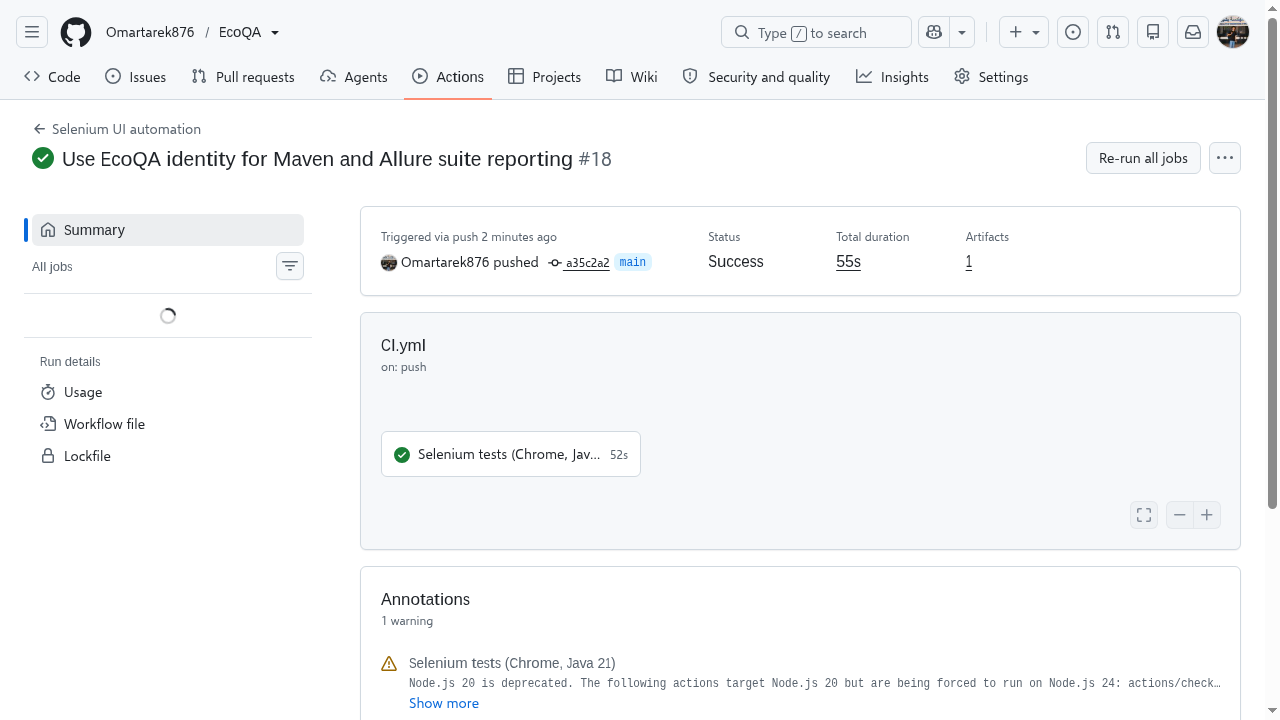 Omartarek876 / EcoQA
Type / to search
Code
Issues
Pull requests
Agents
Actions
Projects
Wiki
Security and quality
Insights
Settings
Selenium UI automation
Use EcoQA identity for Maven and Allure suite reporting #18
Re-run all jobs
Summary
All jobs
Run details
Usage
Workflow file
Lockfile
Triggered via push 2 minutes ago
Omartarek876 pushed a35c2a2 main
Status
Success
Total duration
55s
Artifacts
1
CI.yml
on: push
Selenium tests (Chrome, Jav... 52s
Annotations
1 warning
Selenium tests (Chrome, Java 21)
Node.js 20 is deprecated. The following actions target Node.js 20 but are being forced to run on Node.js 24: actions/check…
Show more